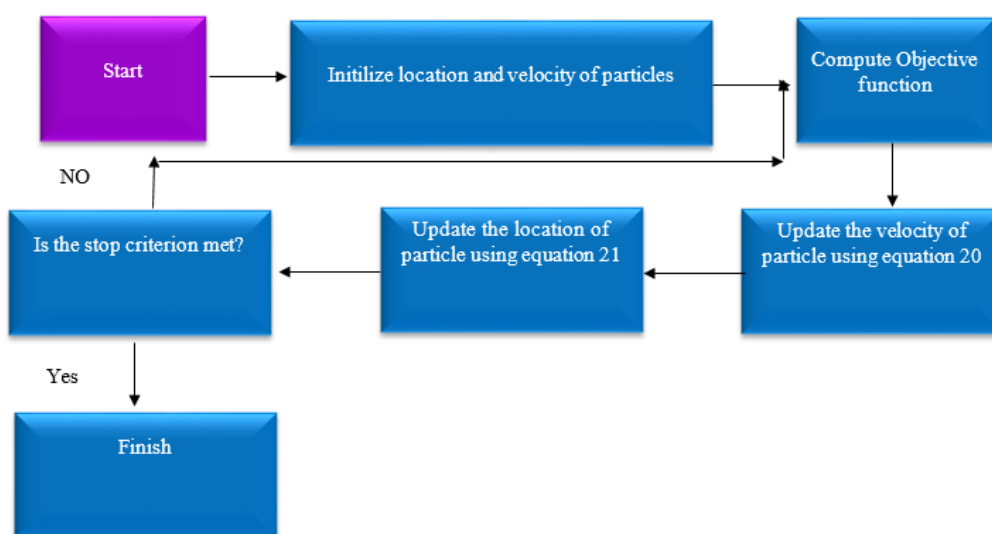 Start
Initilize location and velocity of particles
Compute Objective
function
NO
Is the stop criterion met?
Update the location of
particle using equation 21
Update the velocity of
particle using equation 20
Yes
Finish